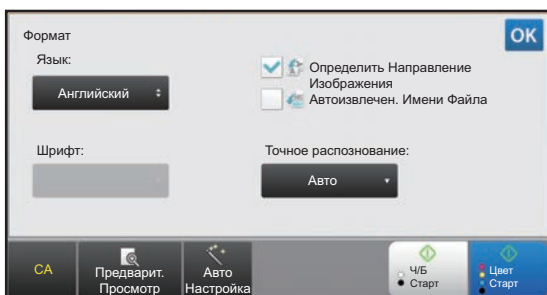 Формат
OK
Язык:
Английский
Определить Направление
Изображения
Автоизвлечен. Имени Файла
Шрифт:
Точное распознование:
Авто
CA
Предварит.
Просмотр
Авто
Настройка
Ч/Б
Старт
Цвет
Старт